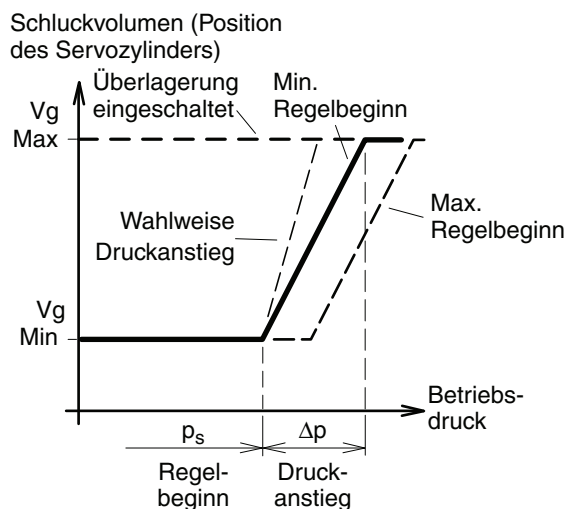 Schluckvolumen (Position
des Servozylinders)
Überlagerung
eingeschaltet
Min.
Regelbeginn
Vg
Max
Wahlweise
Druckanstieg
Max.
Regelbeginn
Vg
Min
Betriebs-
druck
ps
Δp
Regel-
beginn
Druck-
anstieg